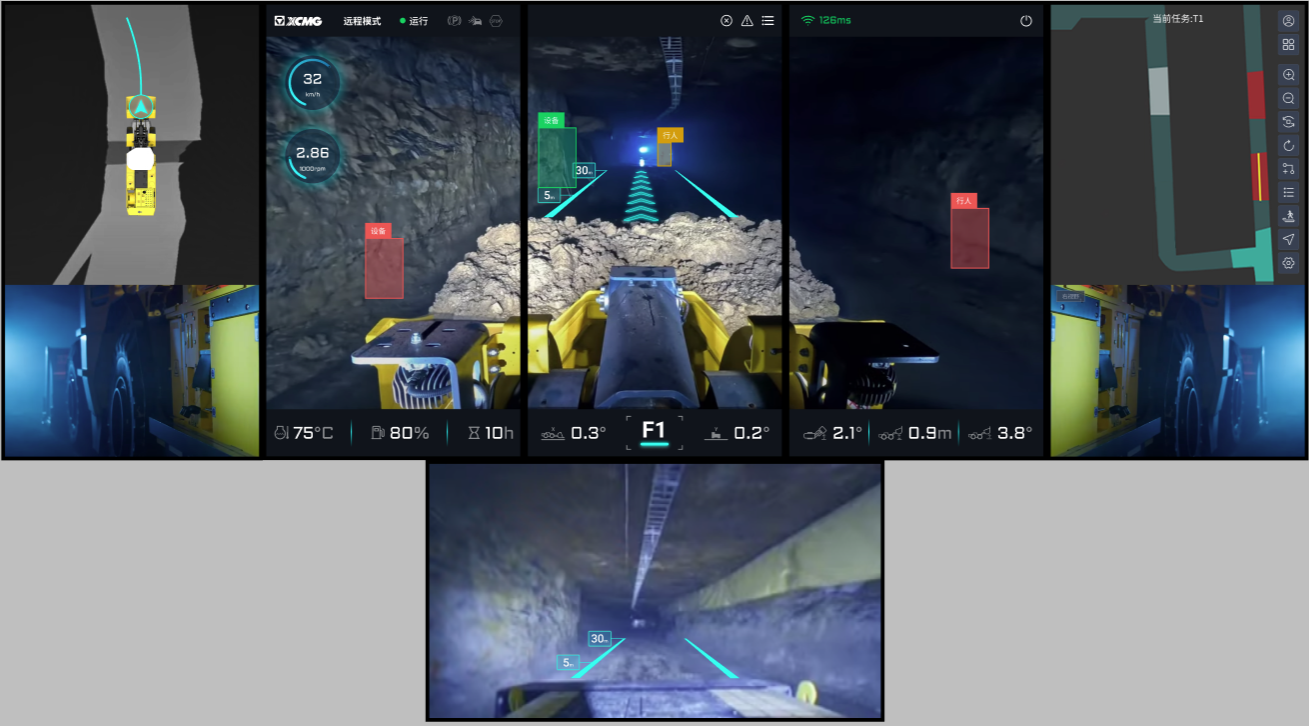 XCMG 远程模式 运行 P STOP
126ms
当前任务:T1
32
km/h
2.86
1000rpm
设备
行人
30m
5m
设备
行人
75°C 80% 10h
0.3° F1 0.2°
2.1° 0.9m 3.8°
30m
5m